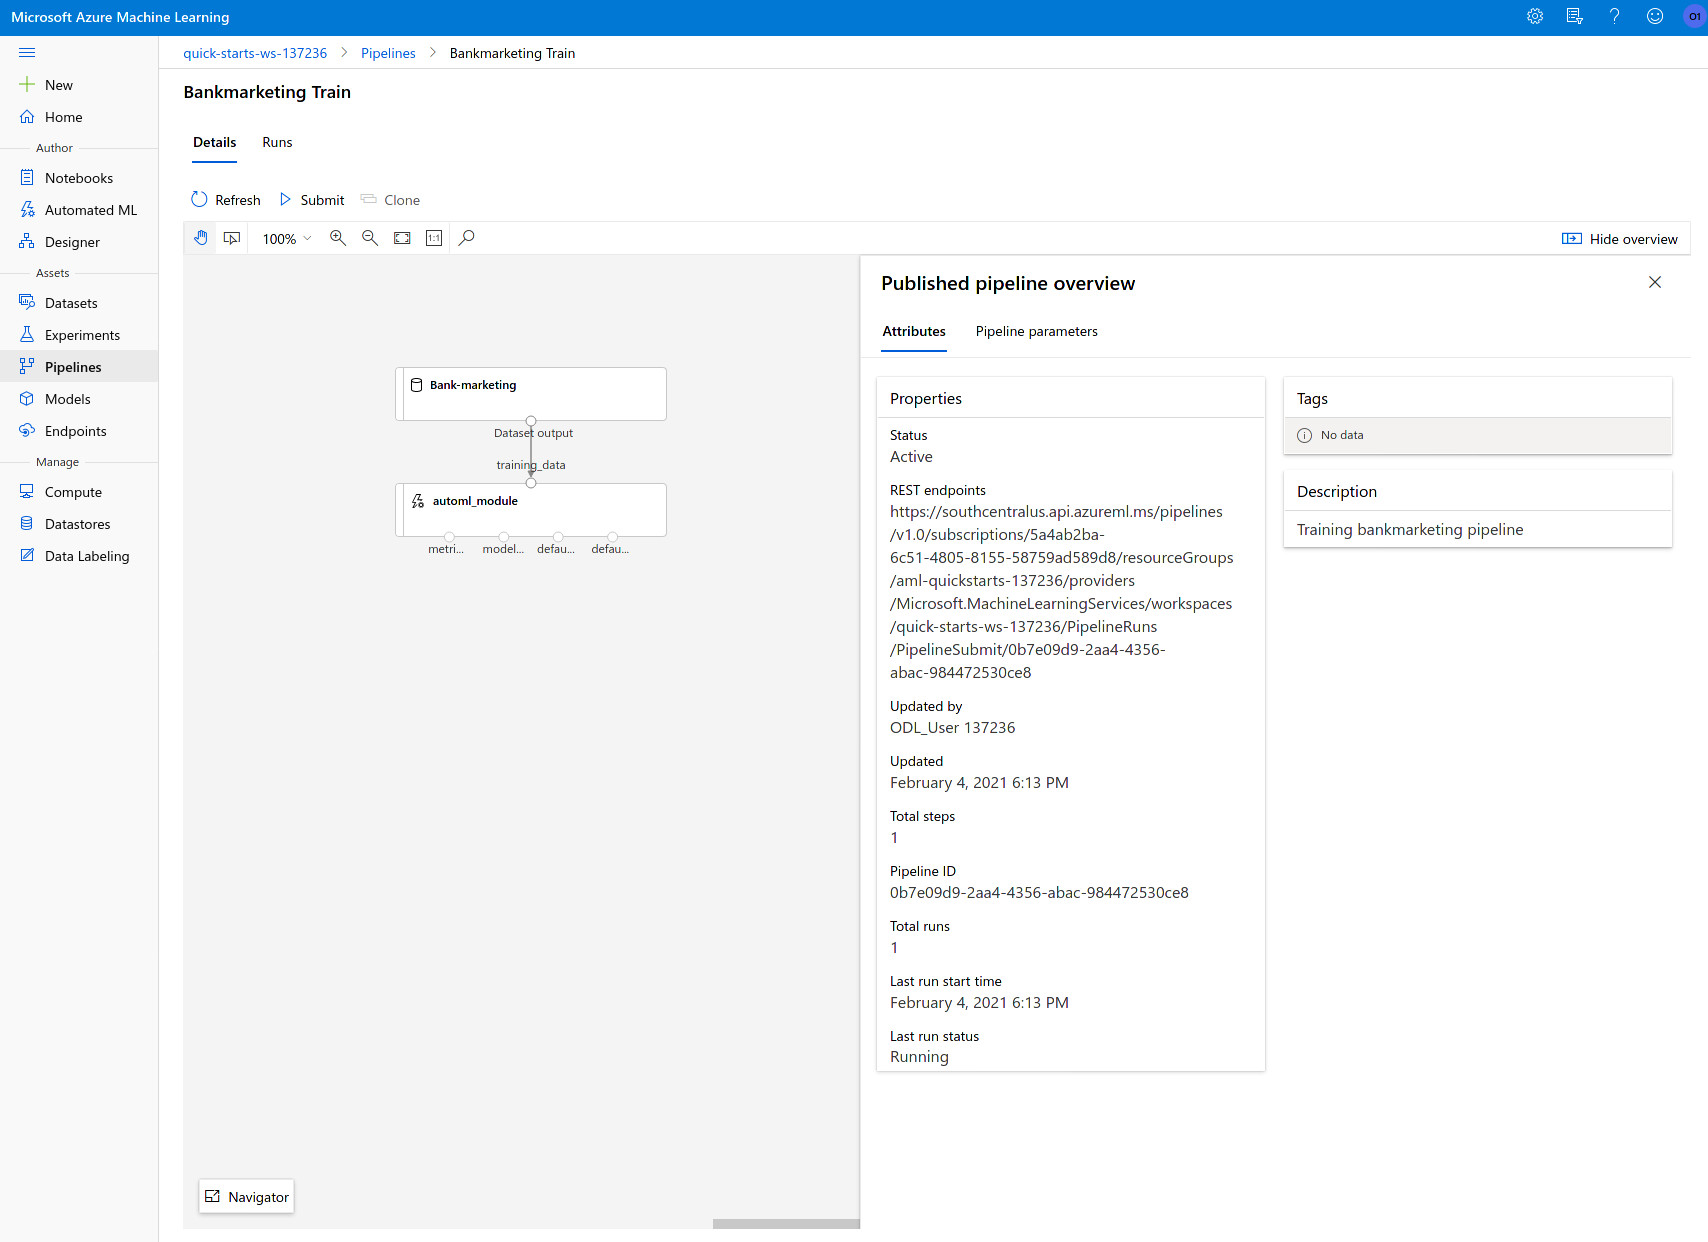 Microsoft Azure Machine Learning
O1
quick-starts-ws-137236 > Pipelines > Bankmarketing Train
New
Home
Author
Notebooks
Automated ML
Designer
Assets
Datasets
Experiments
Pipelines
Models
Endpoints
Manage
Compute
Datastores
Data Labeling
Bankmarketing Train
Details Runs
Refresh Submit Clone
100% 1:1 Hide overview
Bank-marketing
Dataset output
training_data
automl_module
metri... model... defau... defau...
Navigator
Published pipeline overview
Attributes Pipeline parameters
Properties
Status
Active
REST endpoints
https://southcentralus.api.azureml.ms/pipelines
/v1.0/subscriptions/5a4ab2ba-
6c51-4805-8155-58759ad589d8/resourceGroups
/aml-quickstarts-137236/providers
/Microsoft.MachineLearningServices/workspaces
/quick-starts-ws-137236/PipelineRuns
/PipelineSubmit/0b7e09d9-2aa4-4356-
abac-984472530ce8
Updated by
ODL_User 137236
Updated
February 4, 2021 6:13 PM
Total steps
1
Pipeline ID
0b7e09d9-2aa4-4356-abac-984472530ce8
Total runs
1
Last run start time
February 4, 2021 6:13 PM
Last run status
Running
Tags
No data
Description
Training bankmarketing pipeline